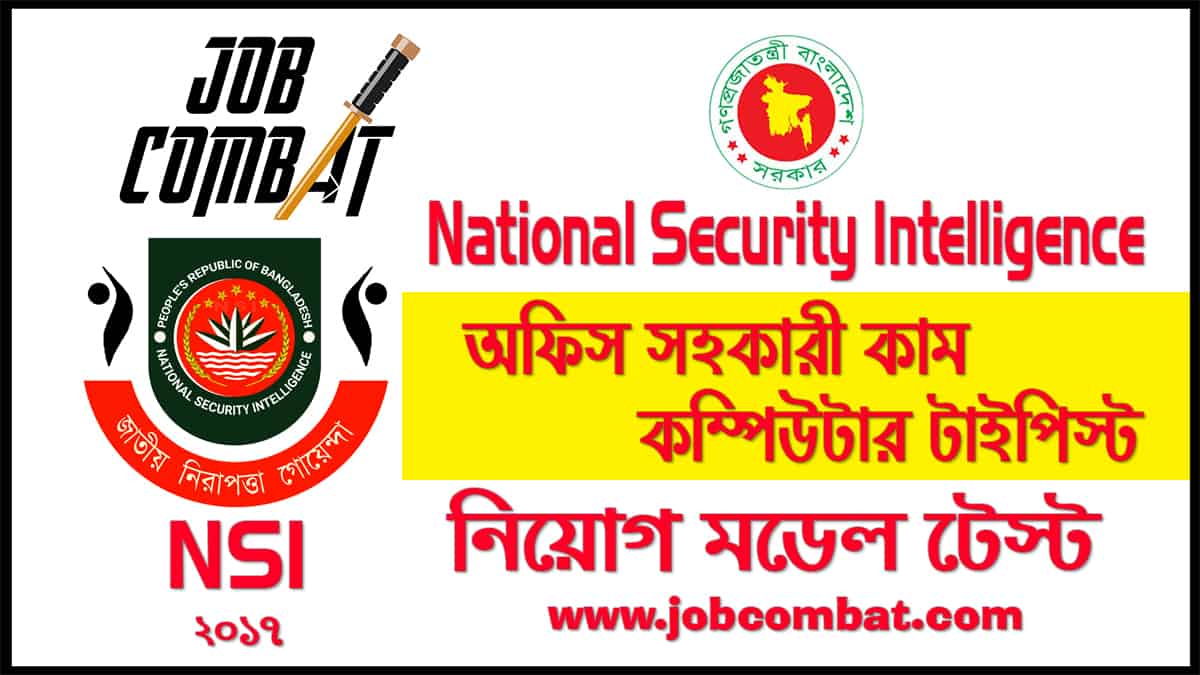 JOB
COMBAT
গণপ্রজাতন্ত্রী বাংলাদেশ
সরকার
National Security Intelligence
PEOPLE'S REPUBLIC OF BANGLADESH
NSI
NATIONAL SECURITY INTELLIGENCE
জাতীয় নিরাপত্তা গোয়েন্দা
NSI
২০১৭
অফিস সহকারী কাম
কম্পিউটার টাইপিস্ট
নিয়োগ মডেল টেস্ট
www.jobcombat.com